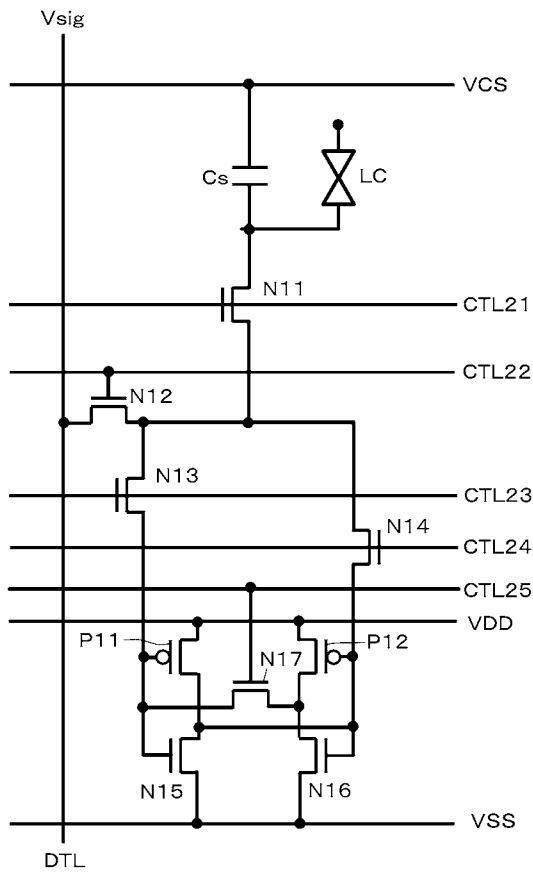 Vsig
VCS
Cs
LC
N11
CTL21
CTL22
N12
N13
CTL23
N14
CTL24
CTL25
VDD
P11
N17
P12
N15
N16
VSS
DTL